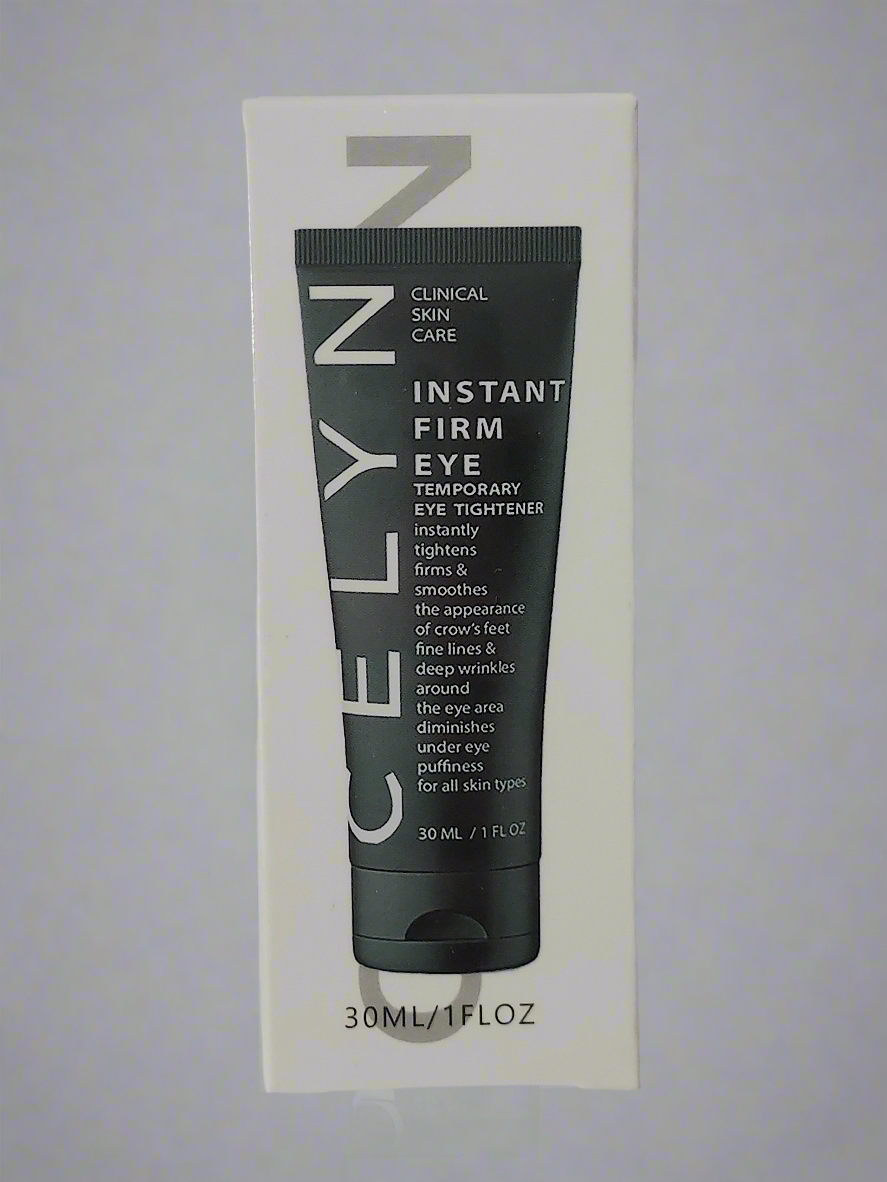 CELYN
CLINICAL
SKIN
CARE
INSTANT
FIRM
EYE
TEMPORARY
EYE TIGHTENER
instantly
tightens
firms &
smoothes
the appearance
of crow's feet
fine lines &
deep wrinkles
around
the eye area
diminishes
under eye
puffiness
for all skin types
30 ML / 1 FL OZ
30ML/1FLOZ